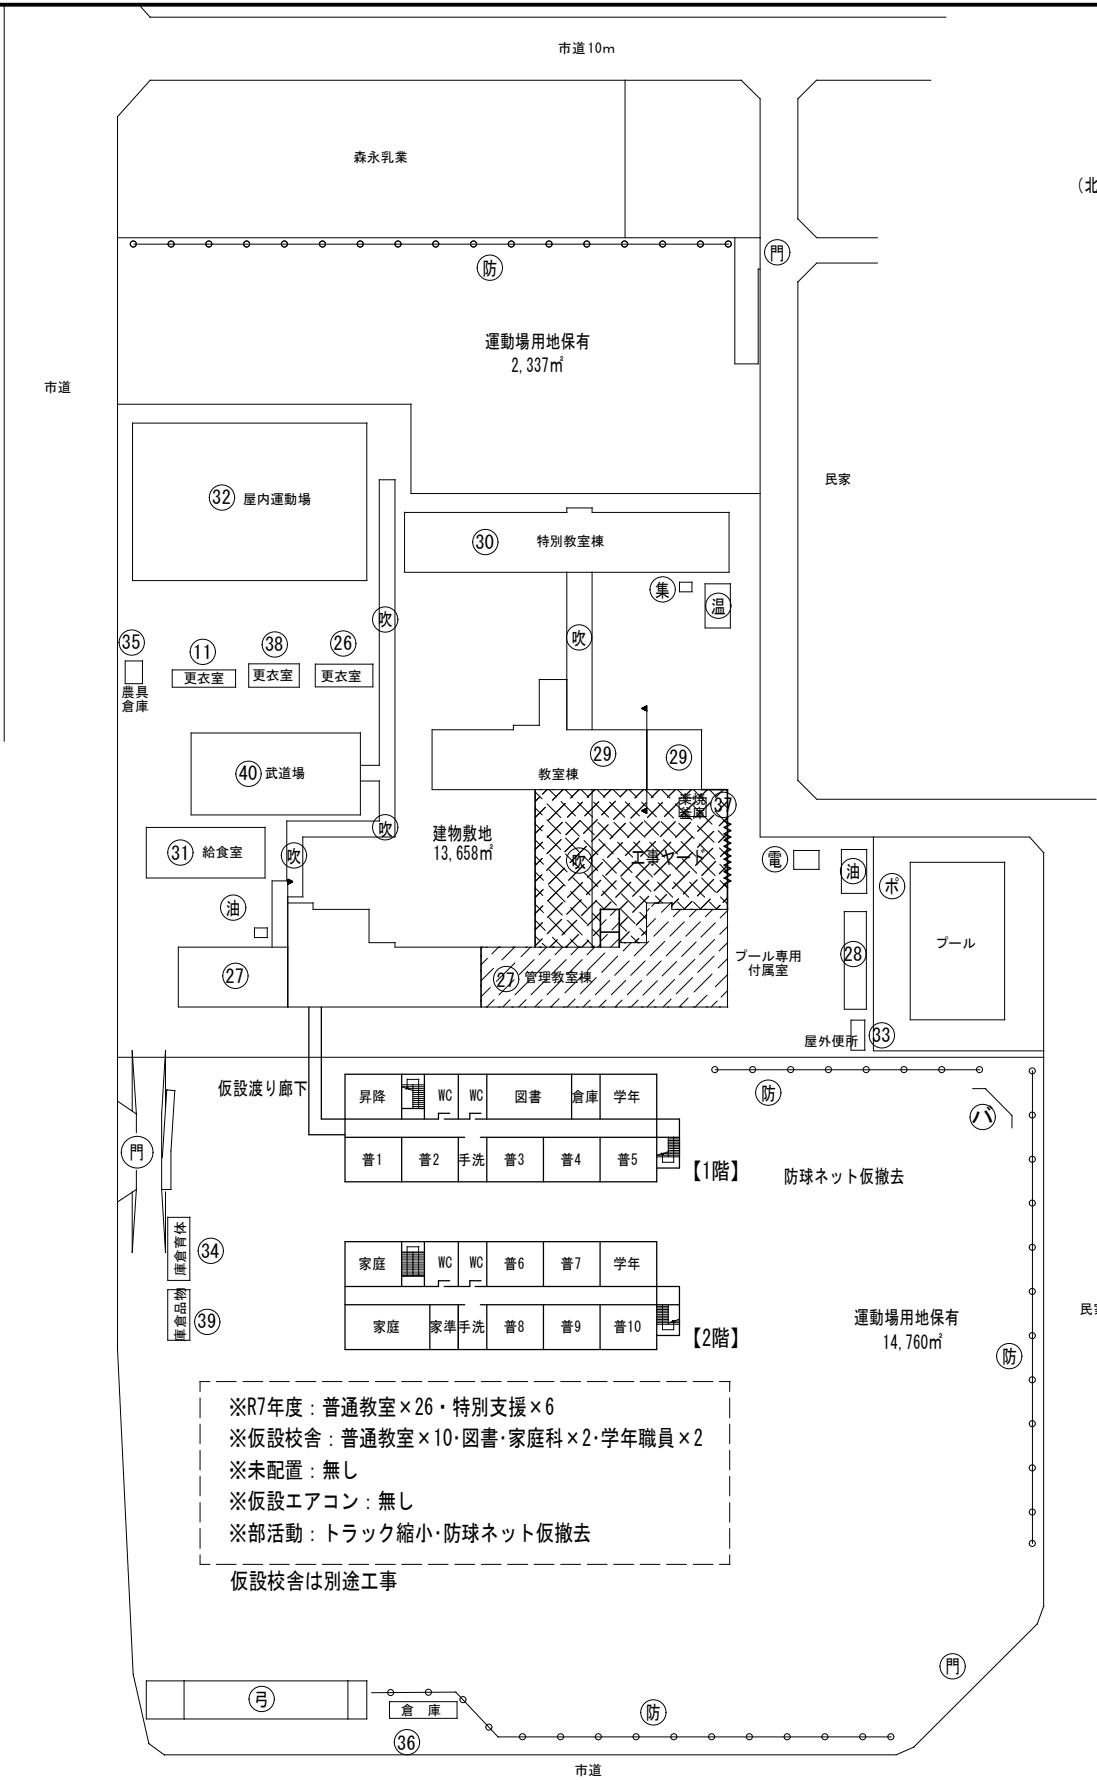 市道10m
森永乳業
(北
門
防
運動場用地保有
2,337㎡
市道
民家
32 屋内運動場
30 特別教室棟
集
温
吹
吹
35
11
38
26
更衣室
更衣室
更衣室
農具
倉庫
29
29
教室棟
40 武道場
37
吹
建物敷地
13,658㎡
31 給食室
吹
吹
工事ヤード
電
油
ポ
油
プール
28
プール専用
付属室
27
27 管理教室棟
屋外便所
33
仮設渡り廊下
昇降
WC
WC
図書
倉庫
学年
防
バ
門
普1
普2
手洗
普3
普4
普5
【1階】
防球ネット仮撤去
庫倉育体
34
家庭
WC
WC
普6
普7
学年
庫倉品物
39
家庭
家準
手洗
普8
普9
普10
【2階】
運動場用地保有
14,760㎡
民家
防
※R7年度：普通教室×26・特別支援×6
※仮設校舎：普通教室×10・図書・家庭科×2・学年職員×2
※未配置：無し
※仮設エアコン：無し
※部活動：トラック縮小・防球ネット仮撤去
仮設校舎は別途工事
門
弓
倉庫
防
36
市道